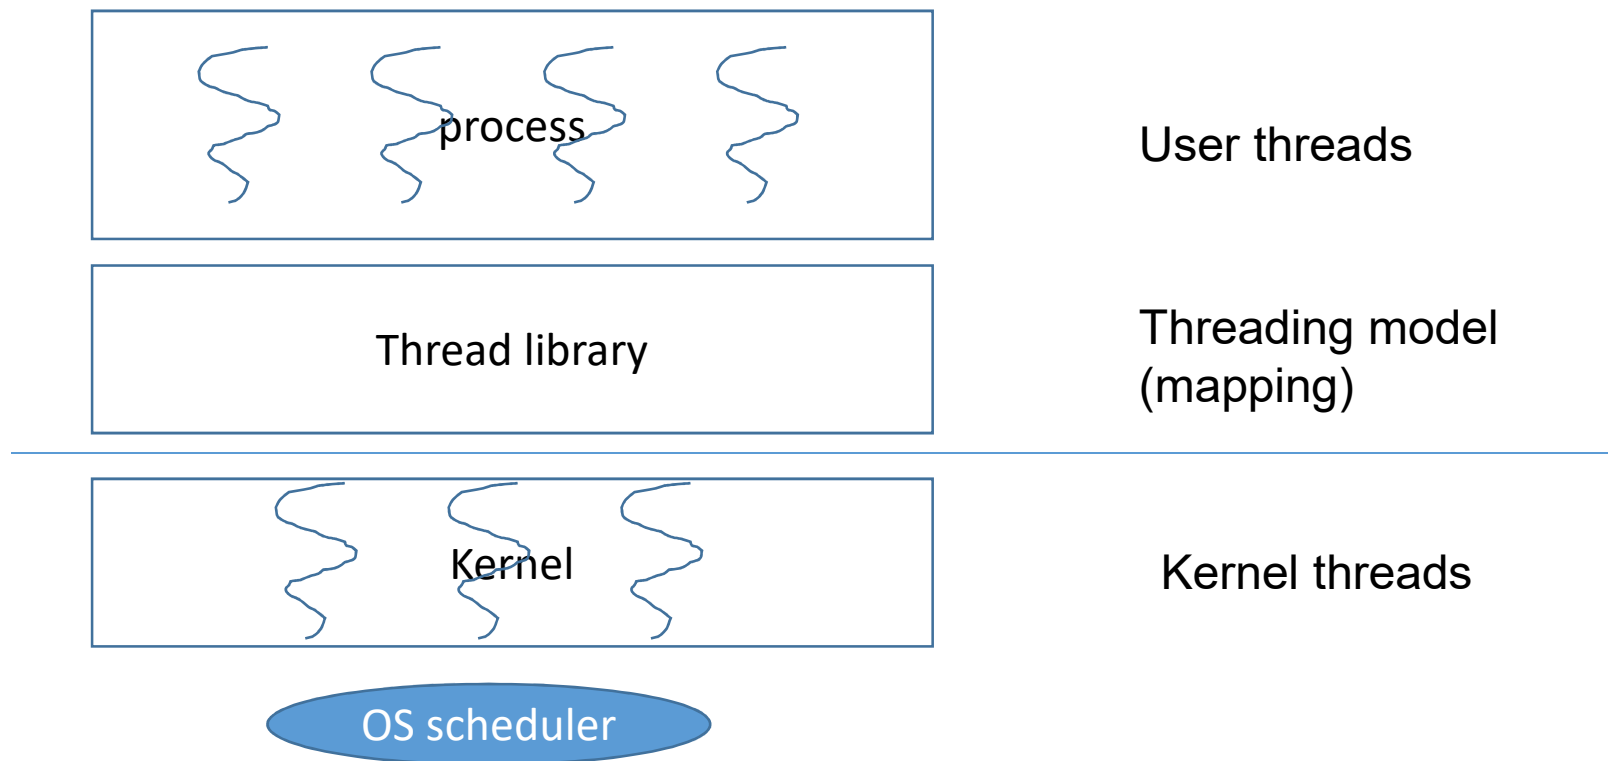 process
User threads
Thread library
Threading model
(mapping)
Kernel
Kernel threads
OS scheduler